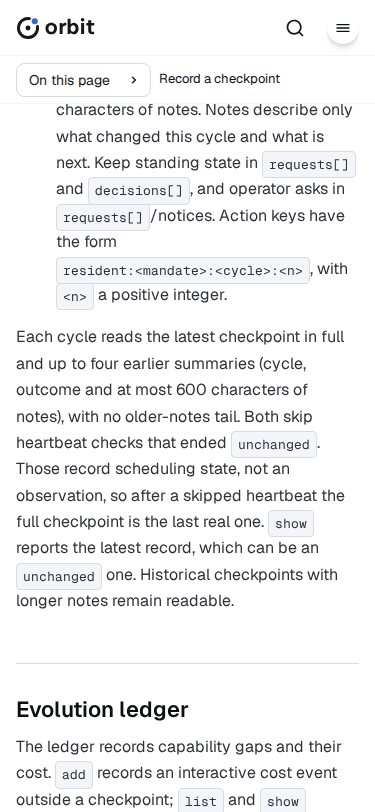 orbit
On this page
Record a checkpoint
characters of notes. Notes describe only
what changed this cycle and what is
next. Keep standing state in requests[]
and decisions[], and operator asks in
requests[]/notices. Action keys have
the form
resident:<mandate>:<cycle>:<n>, with
<n> a positive integer.
Each cycle reads the latest checkpoint in full
and up to four earlier summaries (cycle,
outcome and at most 600 characters of
notes), with no older-notes tail. Both skip
heartbeat checks that ended unchanged.
Those record scheduling state, not an
observation, so after a skipped heartbeat the
full checkpoint is the last real one. show
reports the latest record, which can be an
unchanged one. Historical checkpoints with
longer notes remain readable.
Evolution ledger
The ledger records capability gaps and their
cost. add records an interactive cost event
outside a checkpoint; list and show